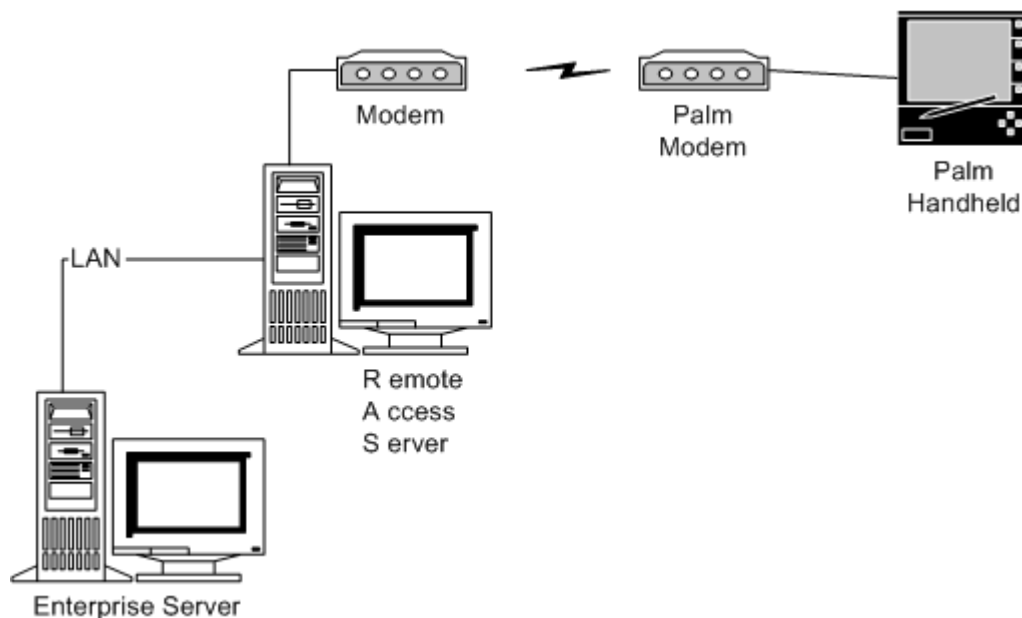 Modem
Palm
Modem
Palm
Handheld
LAN
R emote
A ccess
S erver
Enterprise Server